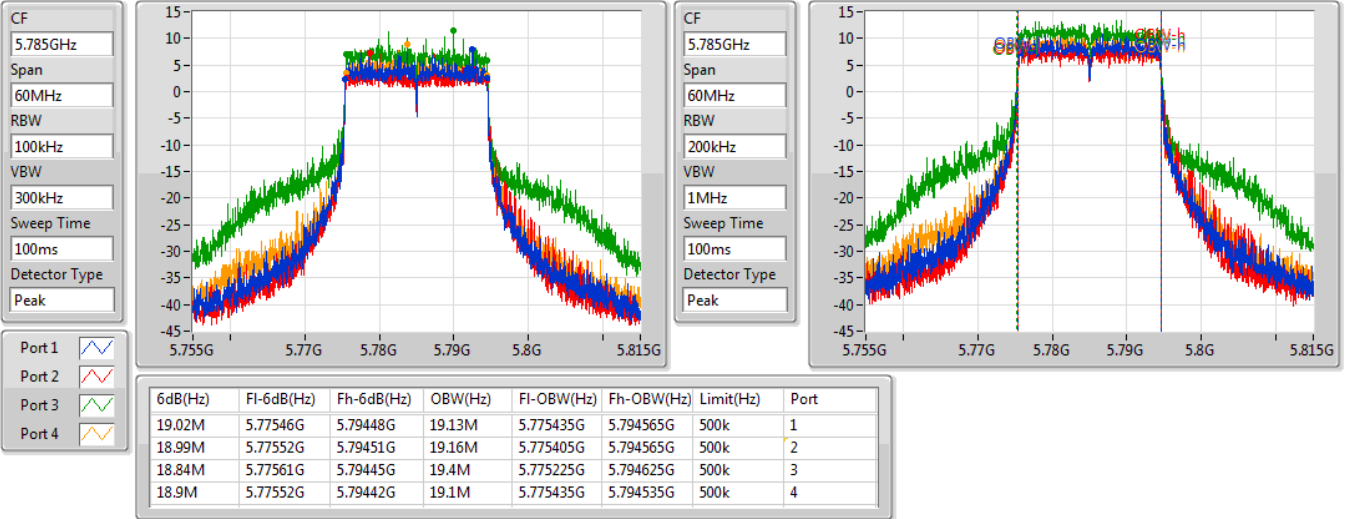 CF
5.785GHz
Span
60MHz
RBW
100kHz
VBW
300kHz
Sweep Time
100ms
Detector Type
Peak
15
10
5
0
-5
-10
-15
-20
-25
-30
-35
-40
-45
5.755G 5.77G 5.78G 5.79G 5.8G 5.815G
CF
5.785GHz
Span
60MHz
RBW
200kHz
VBW
1MHz
Sweep Time
100ms
Detector Type
Peak
15
10
5
0
-5
-10
-15
-20
-25
-30
-35
-40
-45
5.755G 5.77G 5.78G 5.79G 5.8G 5.815G
Port 1
Port 2
Port 3
Port 4
6dB(Hz) Fl-6dB(Hz) Fh-6dB(Hz) OBW(Hz) Fl-OBW(Hz) Fh-OBW(Hz) Limit(Hz) Port
19.02M 5.77546G 5.79448G 19.13M 5.775435G 5.794565G 500k 1
18.99M 5.77552G 5.79451G 19.16M 5.775405G 5.794565G 500k 2
18.84M 5.77561G 5.79445G 19.4M 5.775225G 5.794625G 500k 3
18.9M 5.77552G 5.79442G 19.1M 5.775435G 5.794535G 500k 4